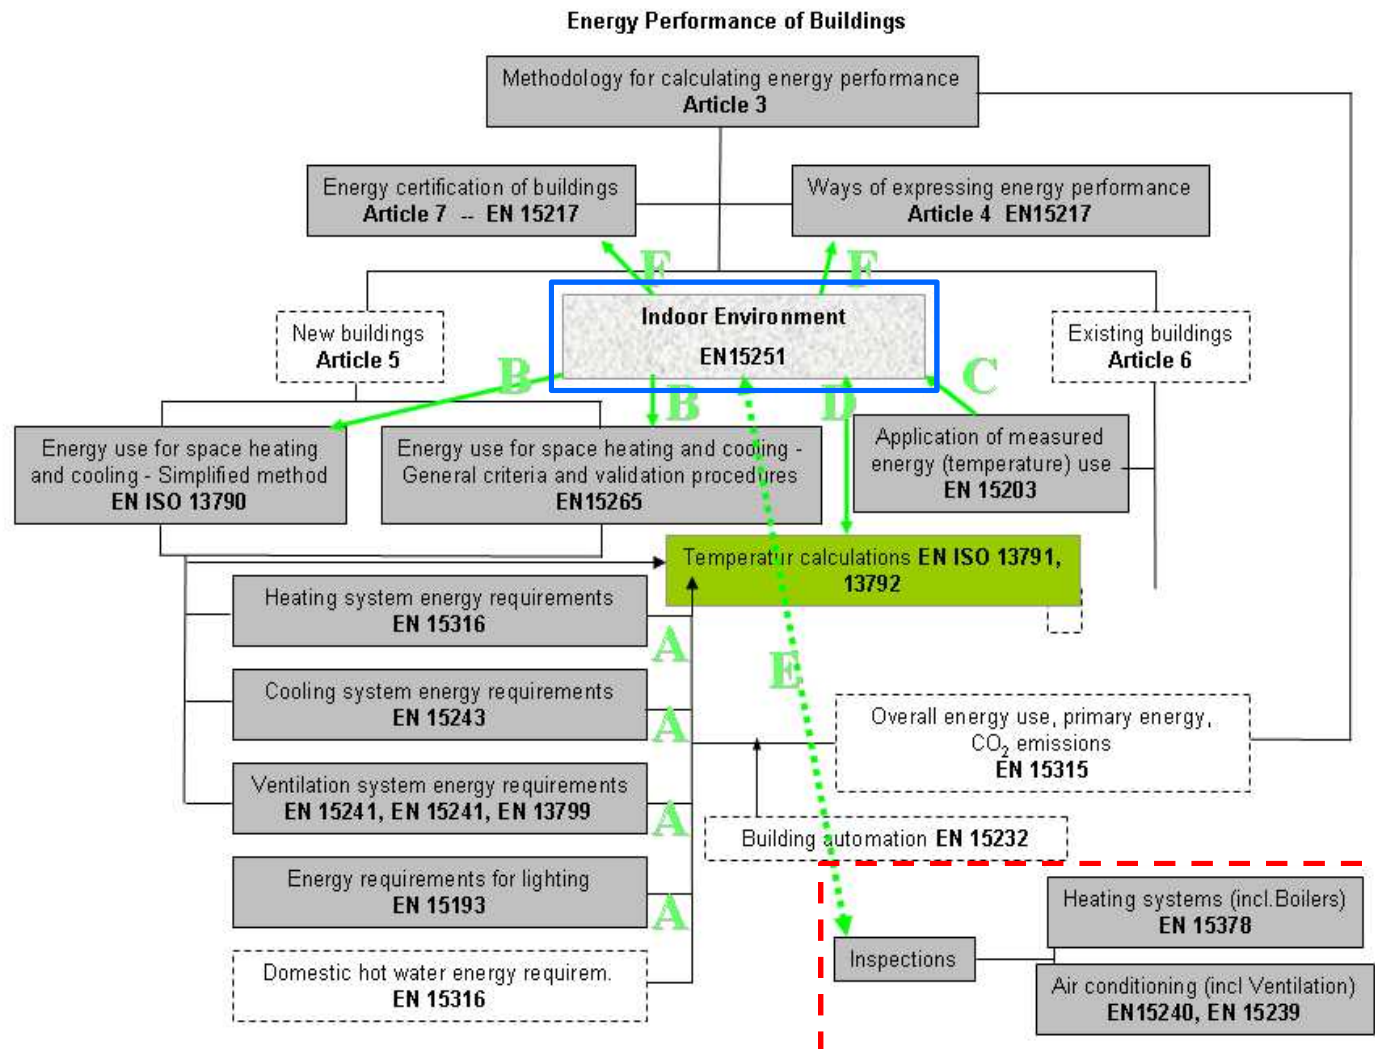 Energy Performance of Buildings
Methodology for calculating energy performance
Article 3
Energy certification of buildings
Article 7 -- EN 15217
Ways of expressing energy performance
Article 4 EN15217
F
F
Indoor Environment
EN15251
New buildings
Article 5
Existing buildings
Article 6
B
B
D
C
Energy use for space heating
and cooling - Simplified method
EN ISO 13790
Energy use for space heating and cooling -
General criteria and validation procedures
EN15265
Application of measured
energy (temperature) use
EN 15203
Temperatur calculations EN ISO 13791,
13792
Heating system energy requirements
EN 15316
A
E
Cooling system energy requirements
EN 15243
A
Overall energy use, primary energy,
CO2 emissions
EN 15315
Ventilation system energy requirements
EN 15241, EN 15241, EN 13799
A
Building automation EN 15232
Energy requirements for lighting
EN 15193
A
Heating systems (incl.Boilers)
EN 15378
Inspections
Domestic hot water energy requirem.
EN 15316
Air conditioning (incl Ventilation)
EN15240, EN 15239